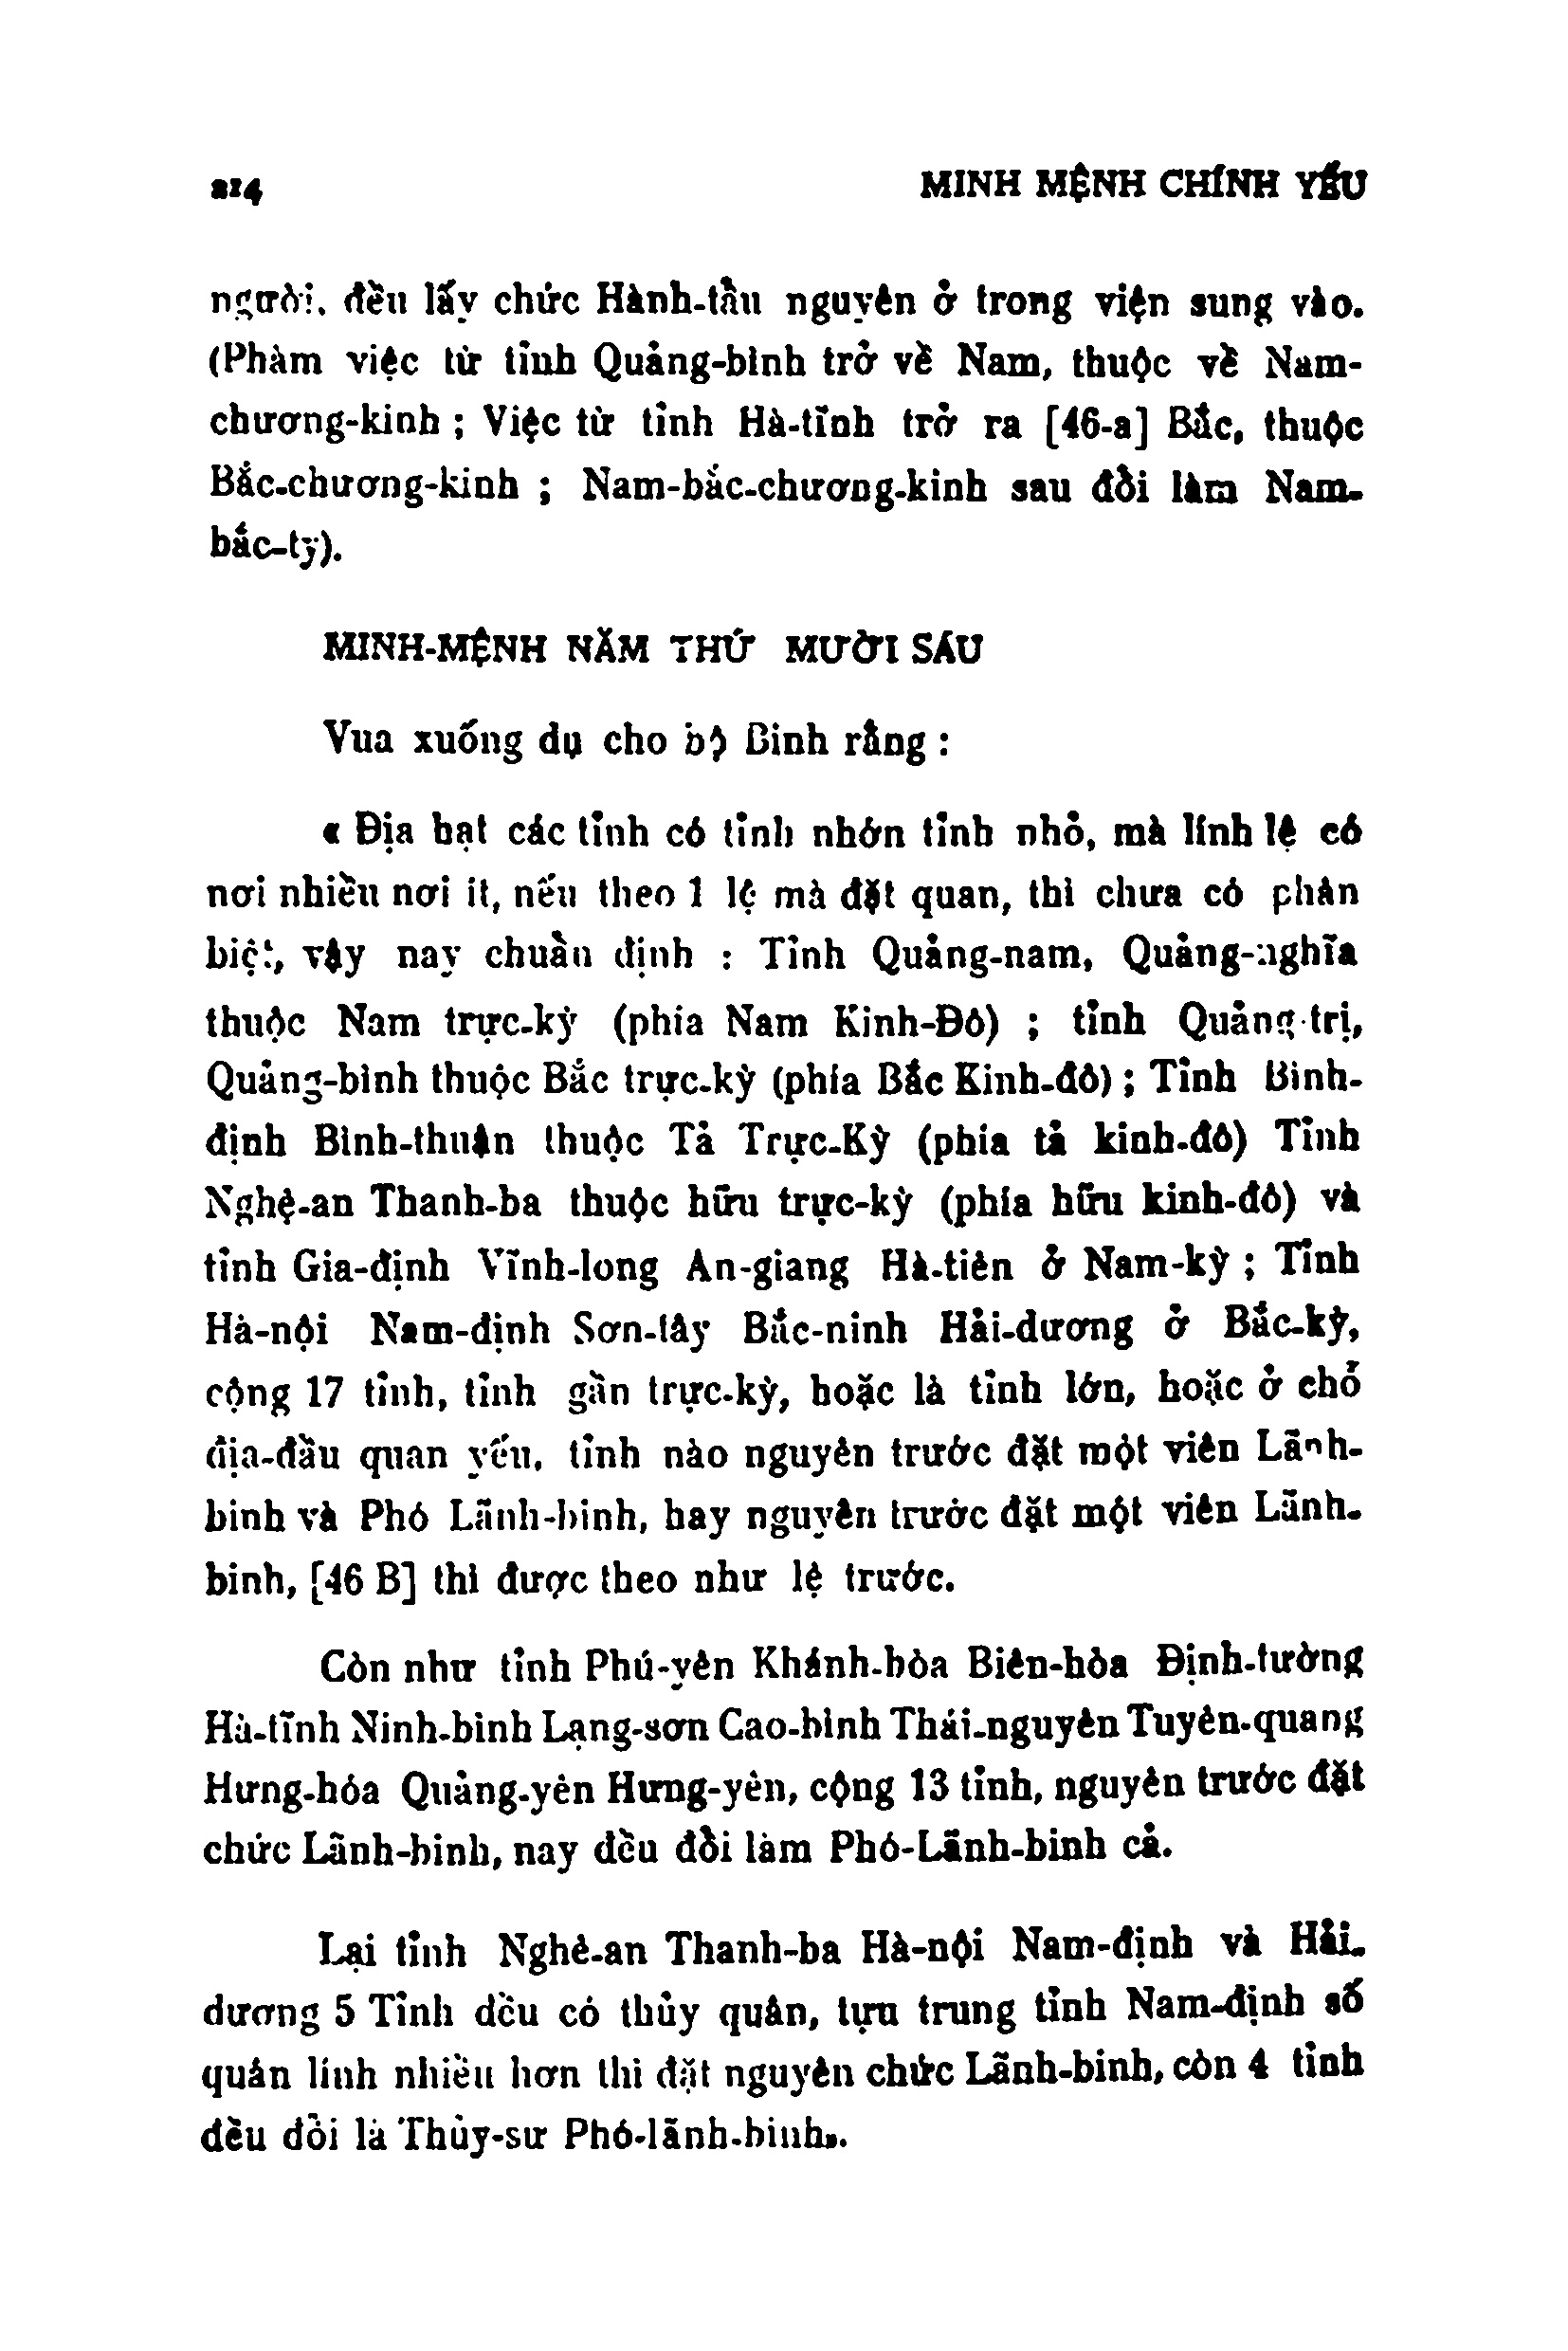 214 MINH MỆNH CHÍNH YẾU
người, đều lấy chức Hành-tẩu nguyên ở trong viện sung vào.
(Phàm việc từ tỉnh Quảng-bình trở về Nam, thuộc về Nam-
chương-kinh ; Việc từ tỉnh Hà-tĩnh trở ra [46-a] Bắc, thuộc
Bắc-chương-kinh ; Nam-bắc-chương-kinh sau đổi làm Nam-
bắc-ty).
MINH-MỆNH NĂM THỨ MƯỜI SÁU
Vua xuống dụ cho bộ Binh rằng :
« Địa hạt các tỉnh có tỉnh nhớn tỉnh nhỏ, mà lính lệ có
nơi nhiều nơi ít, nếu theo 1 lệ mà đặt quan, thì chưa có phân
biệt, vậy nay chuẩn định : Tỉnh Quảng-nam, Quảng-nghĩa
thuộc Nam trực-kỳ (phía Nam Kinh-Đô) ; tỉnh Quảng-trị,
Quảng-bình thuộc Bắc trực-kỳ (phía Bắc Kinh-đô) ; Tỉnh Bình-
định Bình-thuận thuộc Tả Trực-Kỳ (phía tả kinh-đô) Tỉnh
Nghệ-an Thanh-ba thuộc hữu trực-kỳ (phía hữu kinh-đô) và
tỉnh Gia-định Vĩnh-long An-giang Hà-tiên ở Nam-kỳ ; Tỉnh
Hà-nội Nam-định Sơn-tây Bắc-ninh Hải-dương ở Bắc-kỳ,
cộng 17 tỉnh, tỉnh gần trực-kỳ, hoặc là tỉnh lớn, hoặc ở chỗ
địa-đầu quan yếu, tỉnh nào nguyên trước đặt một viên Lãnh-
binh và Phó Lãnh-binh, hay nguyên trước đặt một viên Lãnh-
binh, [46 B] thì được theo như lệ trước.
Còn như tỉnh Phú-yên Khánh-hòa Biên-hòa Định-tường
Hà-tĩnh Ninh-bình Lạng-sơn Cao-bình Thái-nguyên Tuyên-quang
Hưng-hóa Quảng-yên Hưng-yên, cộng 13 tỉnh, nguyên trước đặt
chức Lãnh-binh, nay đều đổi làm Phó-Lãnh-binh cả.
Lại tỉnh Nghệ-an Thanh-ba Hà-nội Nam-định và Hải-
dương 5 Tỉnh đều có thủy quân, tựu trung tỉnh Nam-định số
quân lính nhiều hơn thì đặt nguyên chức Lãnh-binh, còn 4 tỉnh
đều đổi là Thủy-sư Phó-lãnh-binh».